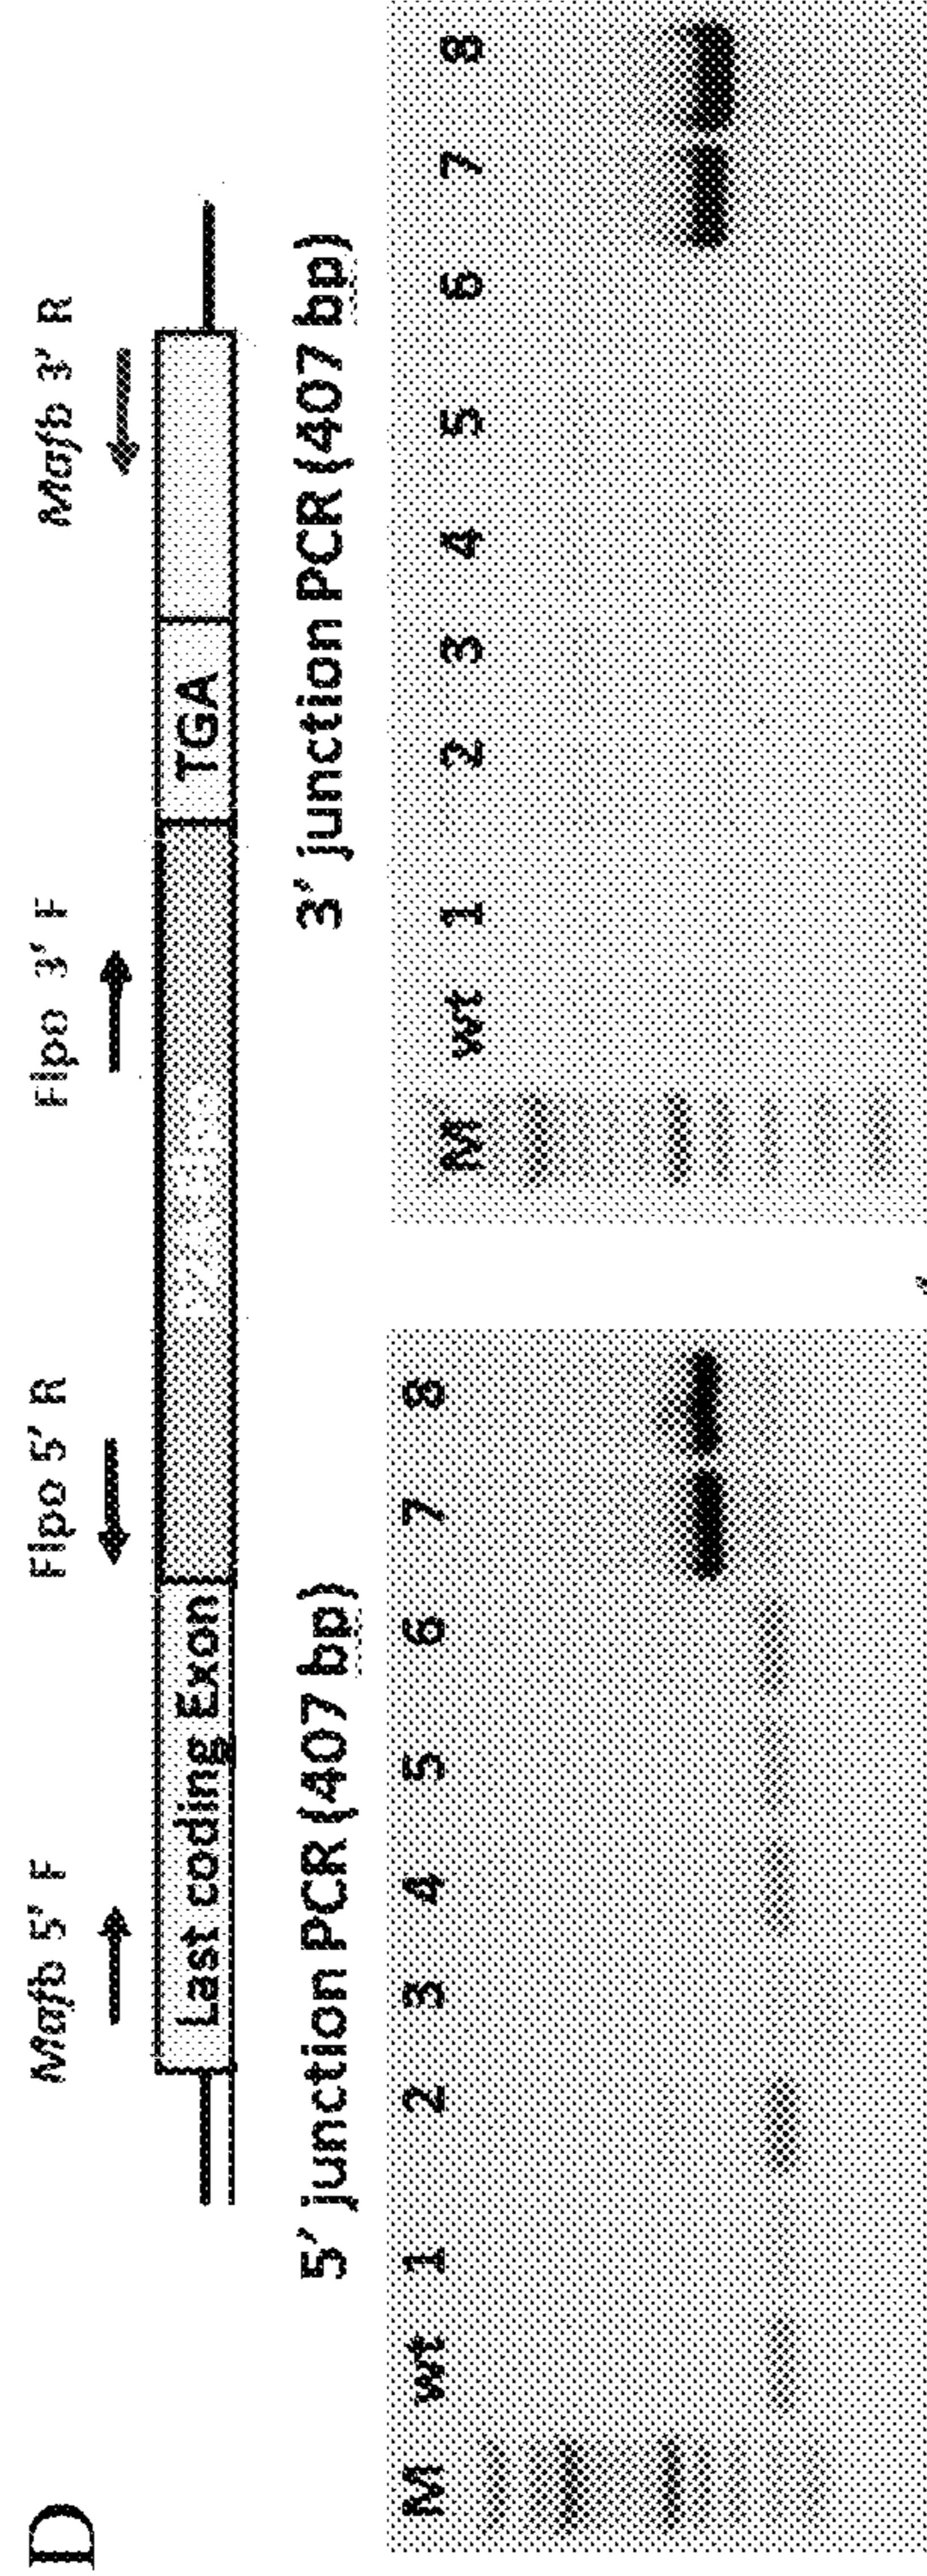 D
Mafb 5' F
Flpo 5' R
Flpo 3' F
Mafb 3' R
Last coding Exon
TGA
5' junction PCR (407 bp)
3' junction PCR (407 bp)
M wt 1 2 3 4 5 6 7 8
M wt 1 2 3 4 5 6 7 8